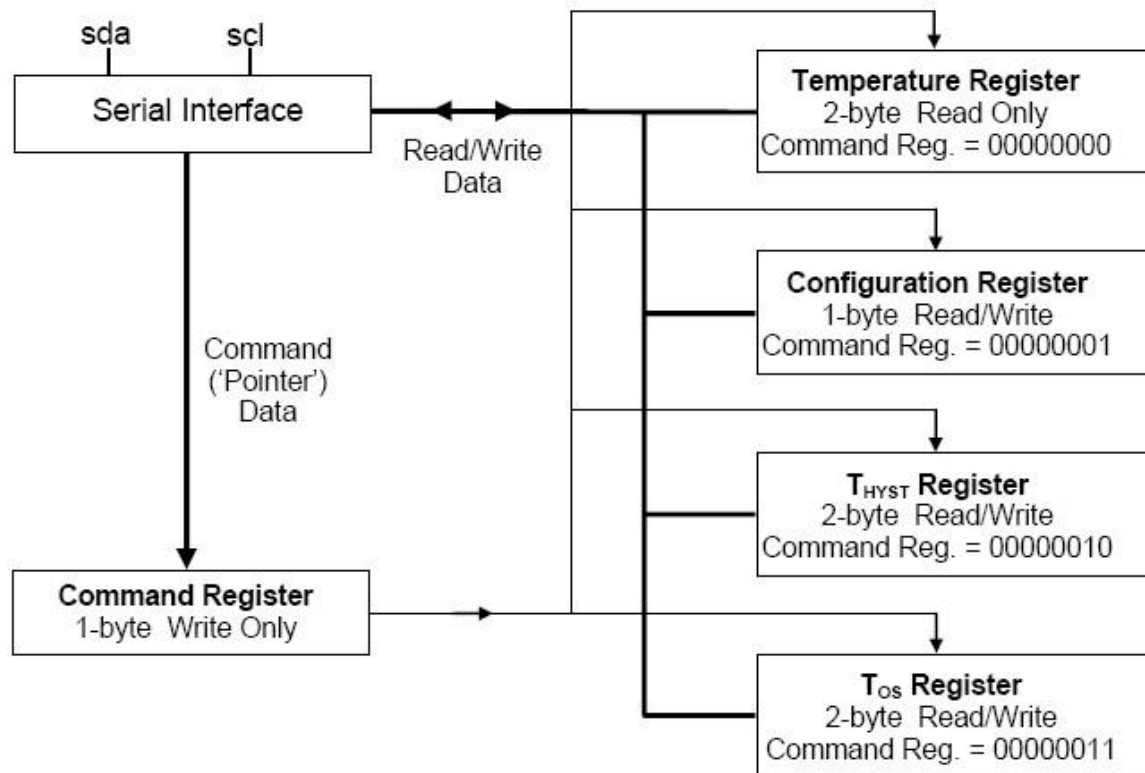 sda
scl
Serial Interface
Read/Write
Data
Command
('Pointer')
Data
Command Register
1-byte Write Only
Temperature Register
2-byte Read Only
Command Reg. = 00000000
Configuration Register
1-byte Read/Write
Command Reg. = 00000001
THYST Register
2-byte Read/Write
Command Reg. = 00000010
TOS Register
2-byte Read/Write
Command Reg. = 00000011